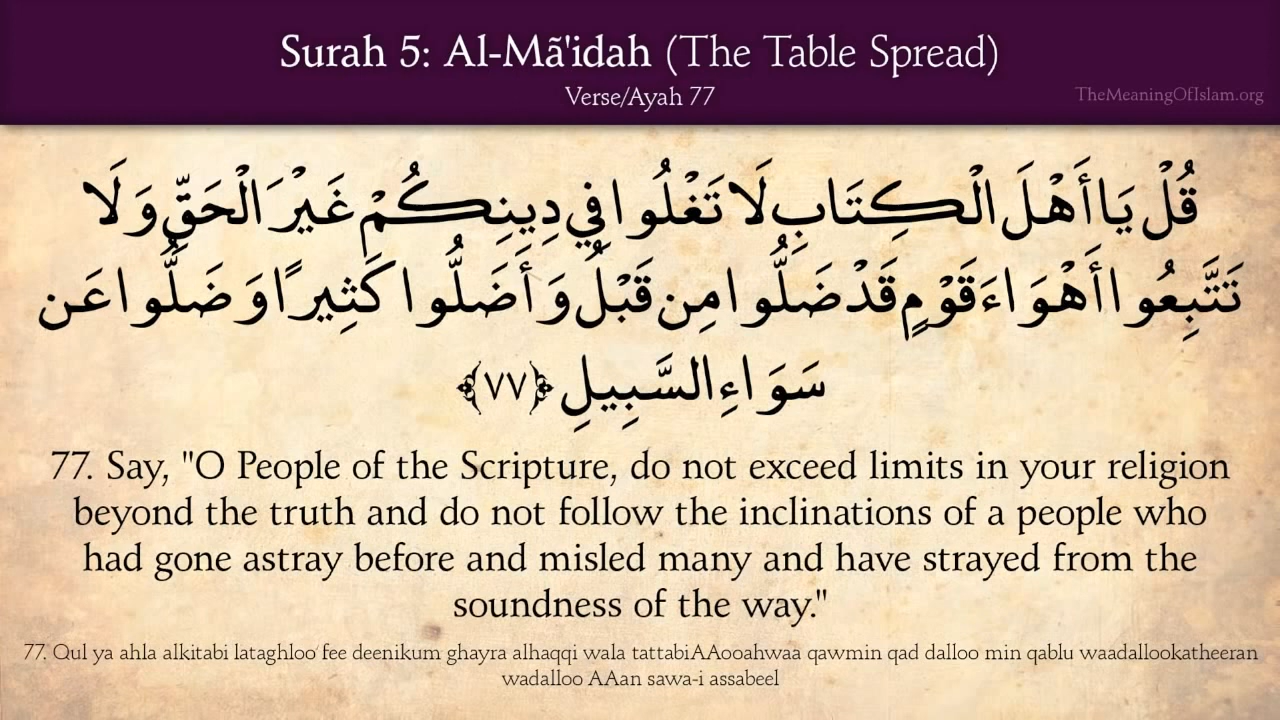 Surah 5: Al-Mã'idah (The Table Spread)
Verse/Ayah 77
TheMeaningOfIslam.org
قُلْ يَا أَهْلَ الْكِتَابِ لَا تَغْلُوا فِي دِينِكُمْ غَيْرَ الْحَقِّ وَلَا
تَتَّبِعُوا أَهْوَاءَ قَوْمٍ قَدْ ضَلُّوا مِن قَبْلُ وَأَضَلُّوا كَثِيرًا وَضَلُّوا عَن
سَوَاءِ السَّبِيلِ ﴿٧٧﴾
77. Say, "O People of the Scripture, do not exceed limits in your religion
beyond the truth and do not follow the inclinations of a people who
had gone astray before and misled many and have strayed from the
soundness of the way."
77. Qul ya ahla alkitabi lataghloo fee deenikum ghayra alhaqqi wala tattabiAAooahwaa qawmin qad dalloo min qablu waadallookatheeran
wadalloo AAan sawa-i assabeel